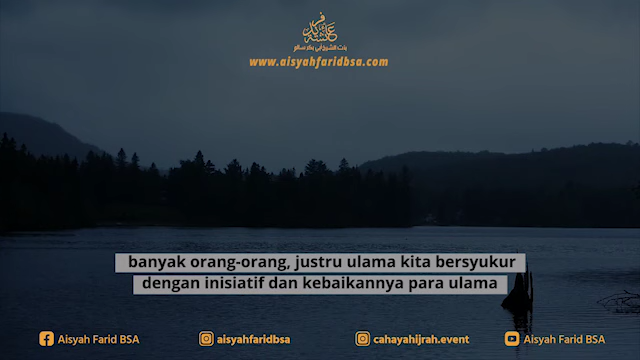 www.aisyahfaridbsa.com
banyak orang-orang, justru ulama kita bersyukur
dengan inisiatif dan kebaikannya para ulama
Aisyah Farid BSA
aisyahfaridbsa
cahayahijrah.event
Aisyah Farid BSA